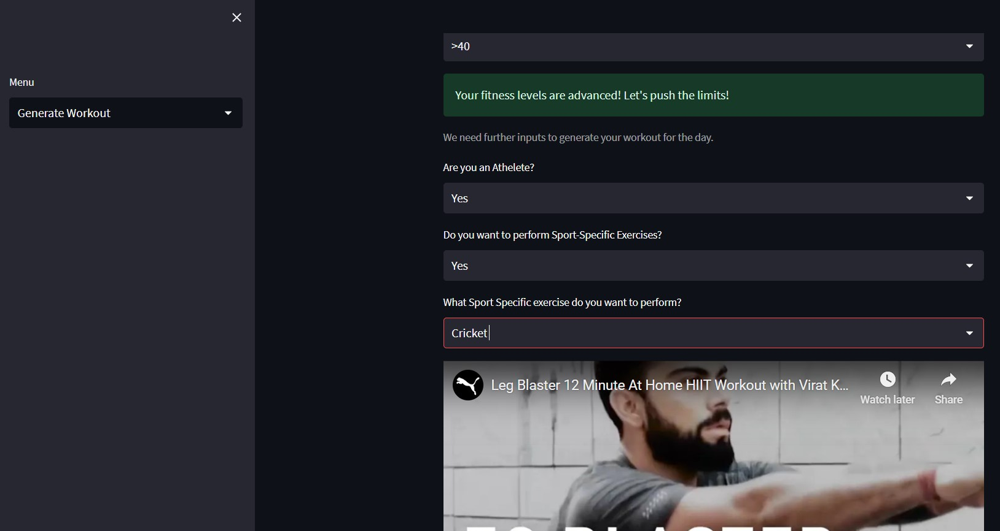 Menu
Generate Workout
>40
Your fitness levels are advanced! Let's push the limits!
We need further inputs to generate your workout for the day.
Are you an Athelete?
Yes
Do you want to perform Sport-Specific Exercises?
Yes
What Sport Specific exercise do you want to perform?
Cricket
Leg Blaster 12 Minute At Home HIIT Workout with Virat K...
Watch later
Share